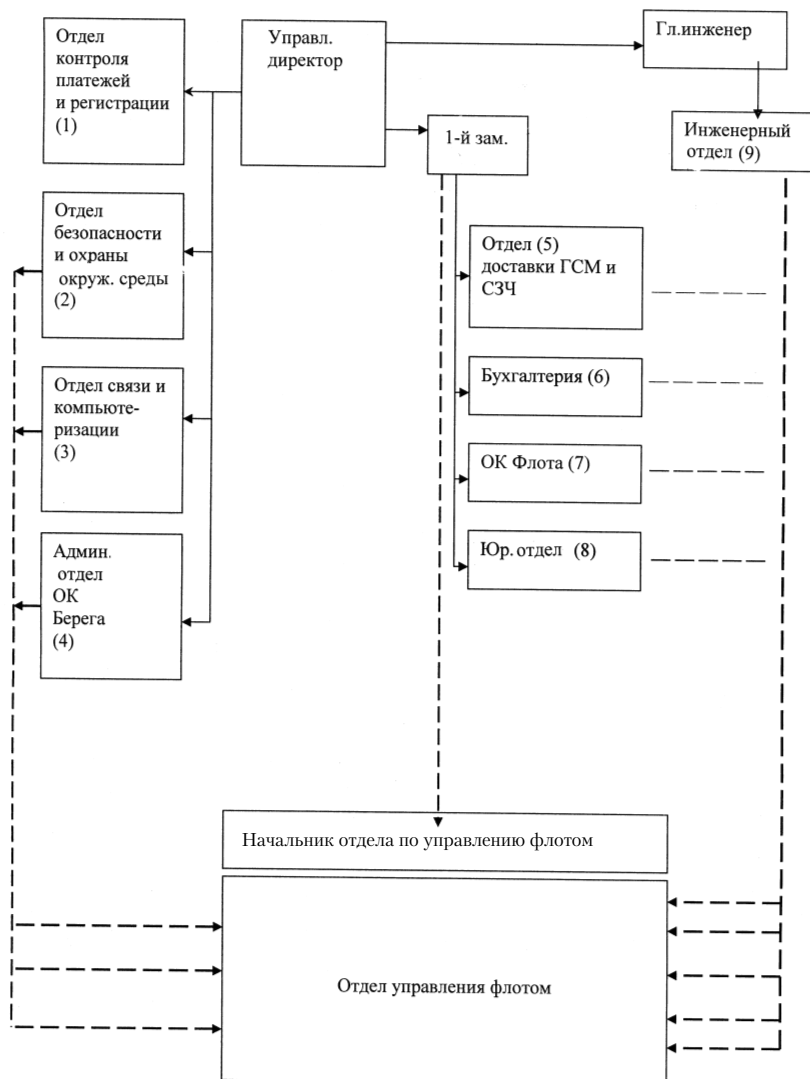 Отдел
контроля
платежей
и регистрации
(1)
Управл.
директор
Гл.инженер
1-й зам.
Инженерный
отдел (9)
Отдел
безопасности
и охраны
окруж. среды
(2)
Отдел (5)
доставки ГСМ и
СЗЧ
Отдел связи и
компьюте-
ризации
(3)
Бухгалтерия (6)
ОК Флота (7)
Админ.
отдел
ОК
Берега
(4)
Юр. отдел (8)
Начальник отдела по управлению флотом
Отдел управления флотом